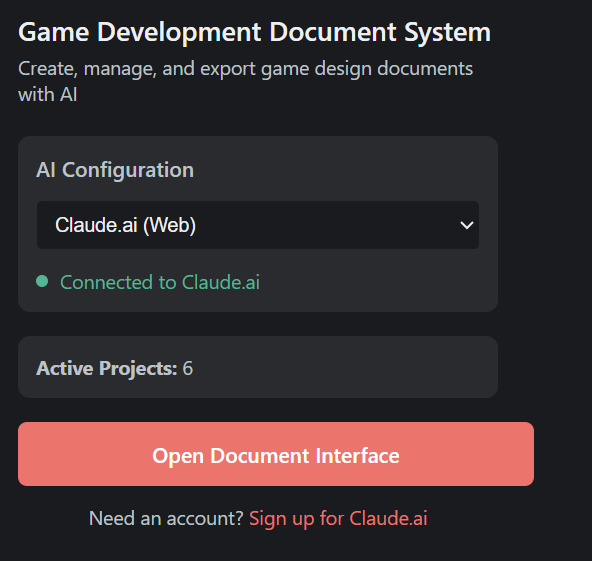 Game Development Document System
Create, manage, and export game design documents
with AI
AI Configuration
Claude.ai (Web)
Connected to Claude.ai
Active Projects: 6
Open Document Interface
Need an account? Sign up for Claude.ai